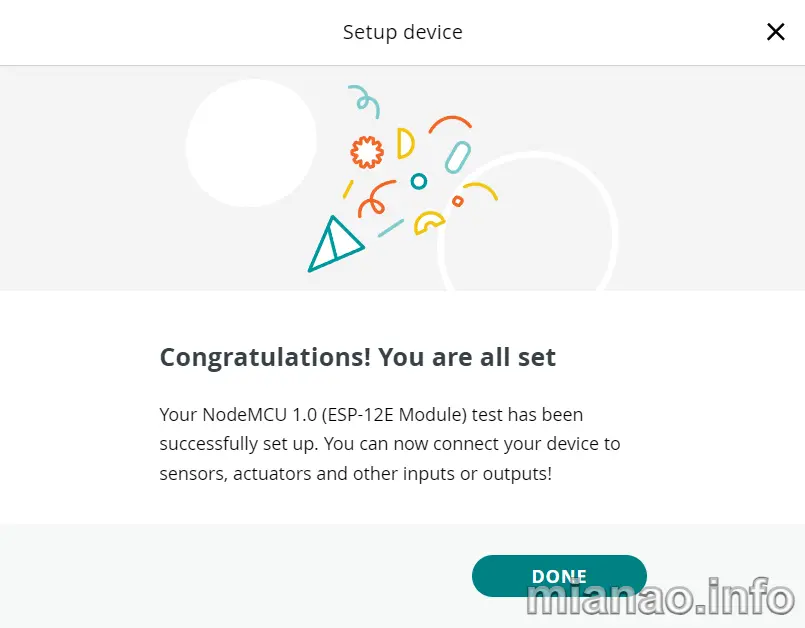 Setup device
Congratulations! You are all set
Your NodeMCU 1.0 (ESP-12E Module) test has been
successfully set up. You can now connect your device to
sensors, actuators and other inputs or outputs!
DONE
mianao.info